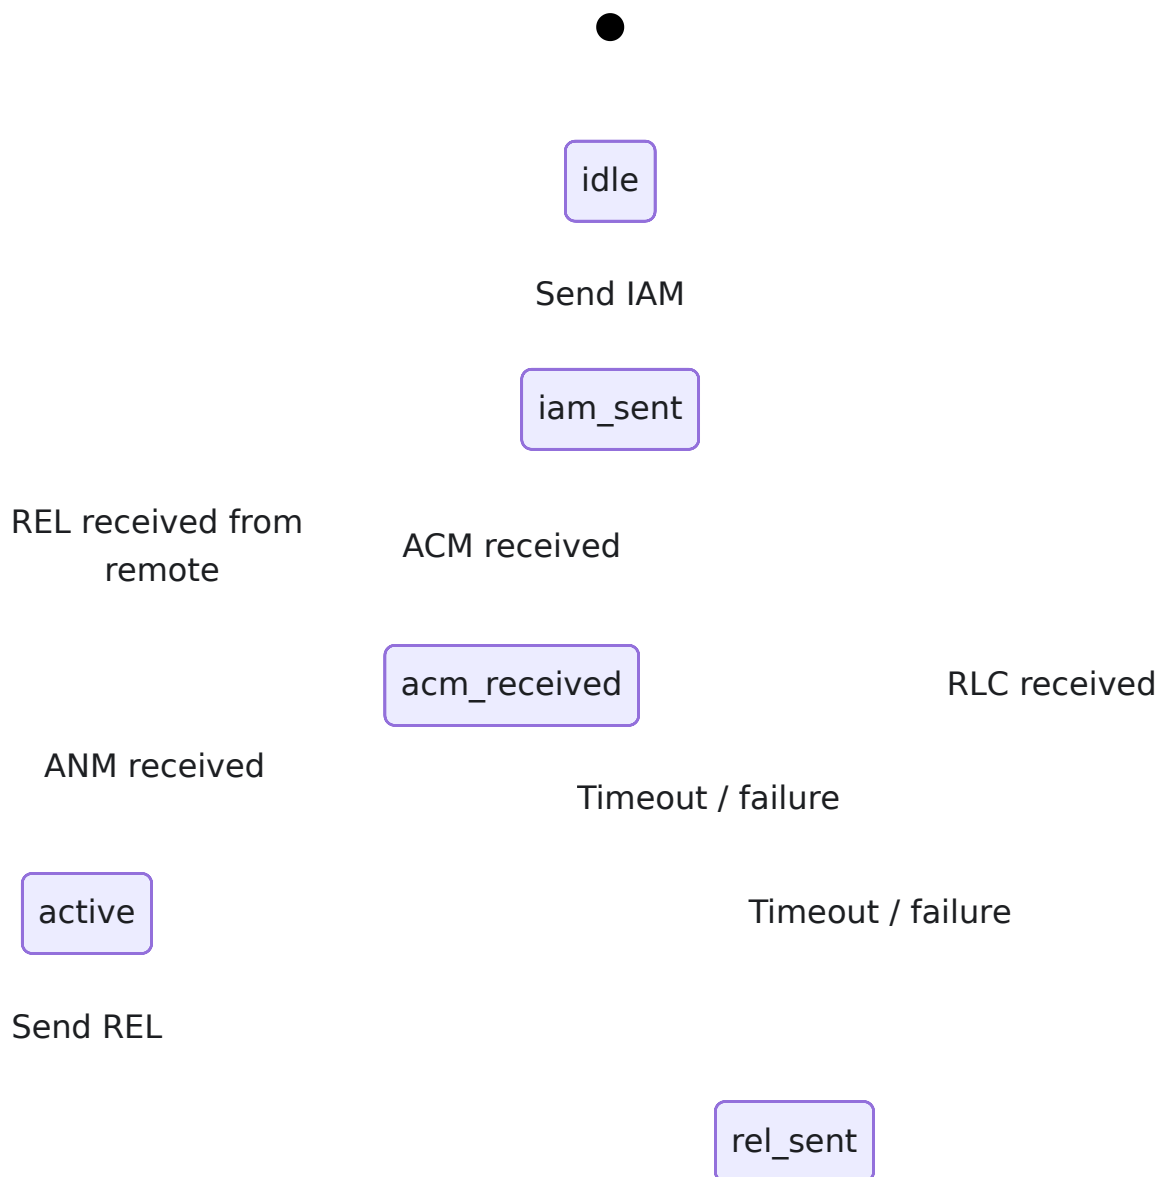 idle
Send IAM
iam_sent
REL received from
remote
ACM received
acm_received
RLC received
ANM received
Timeout / failure
active
Timeout / failure
Send REL
rel_sent